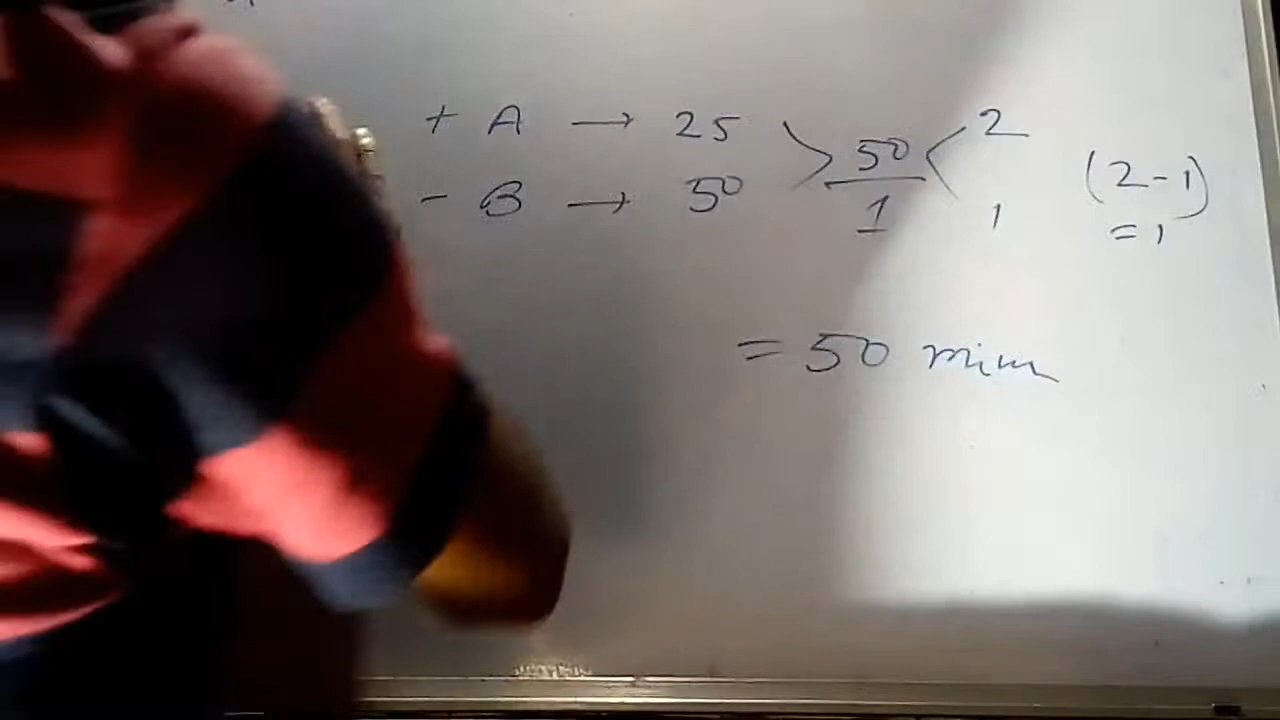 + A → 25 > 50/1 < 2 (2-1)
- B → 50 1 = 1
= 50 min